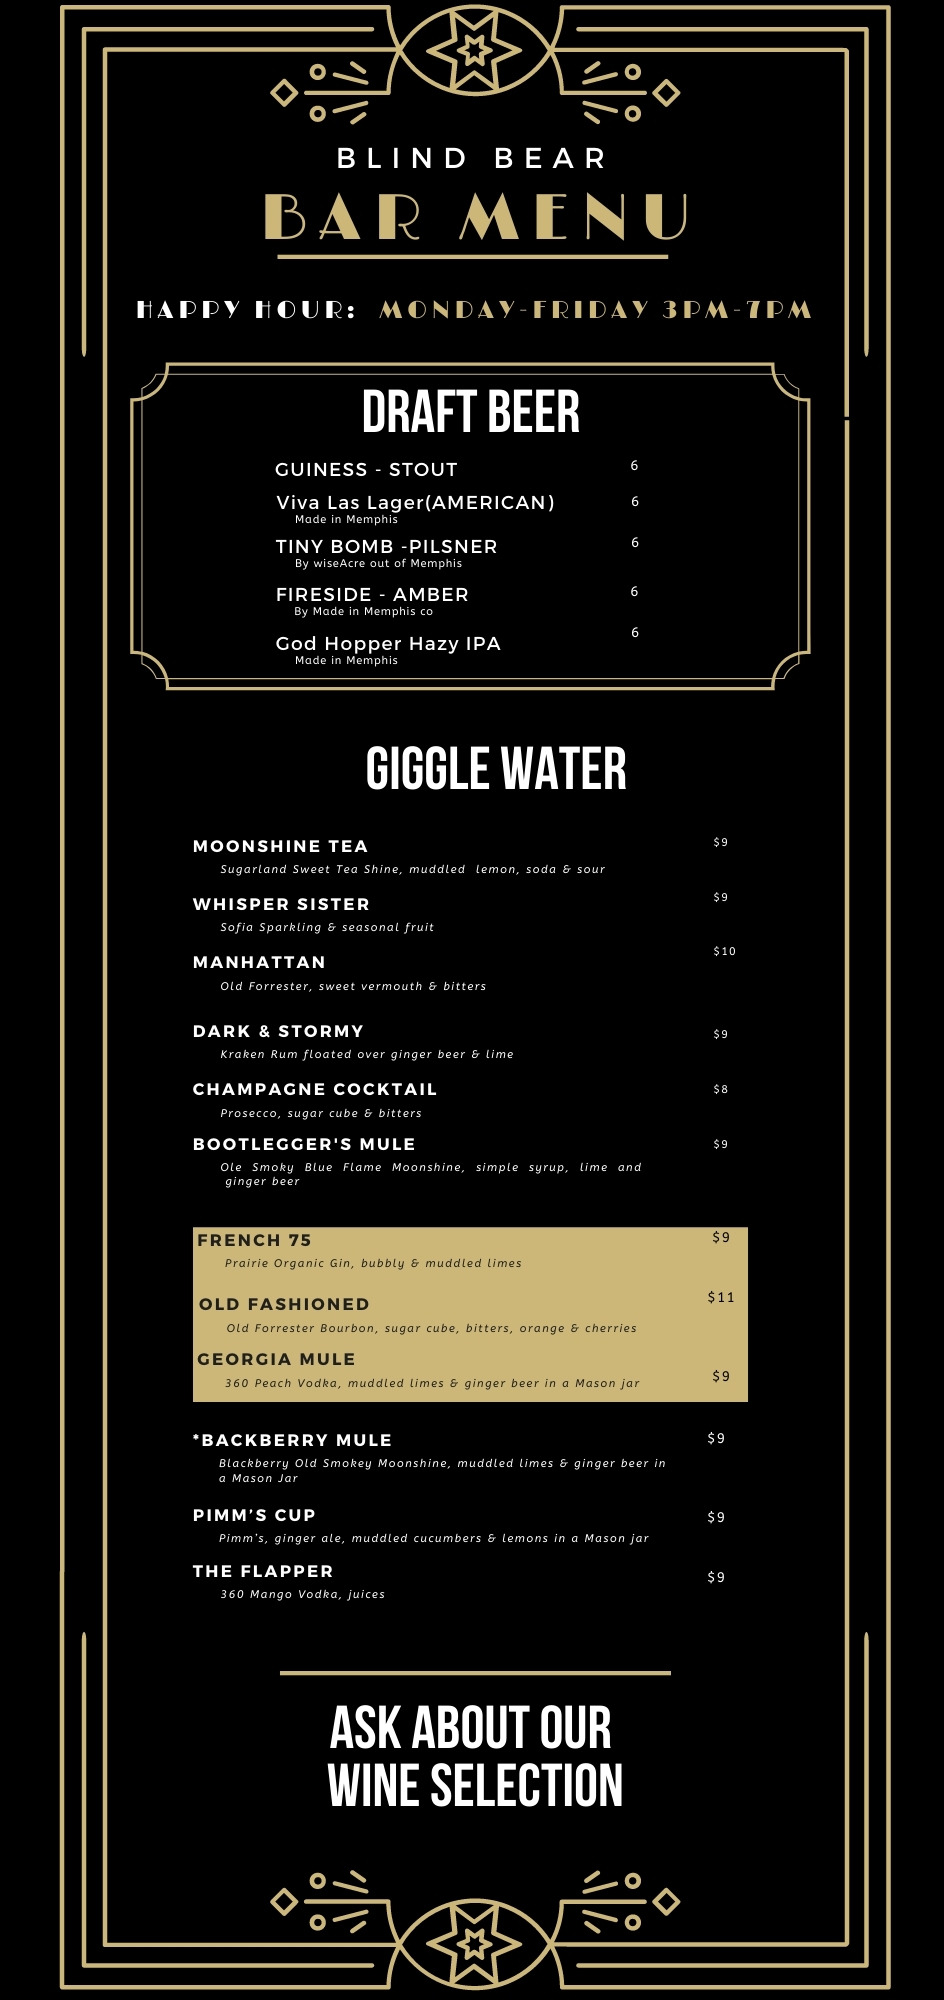 BLIND BEAR
BAR MENU
HAPPY HOUR: MONDAY-FRIDAY 3PM-7PM
DRAFT BEER
GUINESS - STOUT 6
Viva Las Lager(AMERICAN) 6
Made in Memphis
TINY BOMB -PILSNER 6
By wiseAcre out of Memphis
FIRESIDE - AMBER 6
By Made in Memphis co
God Hopper Hazy IPA 6
Made in Memphis
GIGGLE WATER
MOONSHINE TEA $9
Sugarland Sweet Tea Shine, muddled lemon, soda & sour
WHISPER SISTER $9
Sofia Sparkling & seasonal fruit
MANHATTAN $10
Old Forrester, sweet vermouth & bitters
DARK & STORMY $9
Kraken Rum floated over ginger beer & lime
CHAMPAGNE COCKTAIL $8
Prosecco, sugar cube & bitters
BOOTLEGGER'S MULE $9
Ole Smoky Blue Flame Moonshine, simple syrup, lime and
ginger beer
FRENCH 75 $9
Prairie Organic Gin, bubbly & muddled limes
OLD FASHIONED $11
Old Forrester Bourbon, sugar cube, bitters, orange & cherries
GEORGIA MULE
360 Peach Vodka, muddled limes & ginger beer in a Mason jar $9
*BACKBERRY MULE $9
Blackberry Old Smokey Moonshine, muddled limes & ginger beer in
a Mason Jar
PIMM’S CUP $9
Pimm's, ginger ale, muddled cucumbers & lemons in a Mason jar
THE FLAPPER $9
360 Mango Vodka, juices
ASK ABOUT OUR
WINE SELECTION